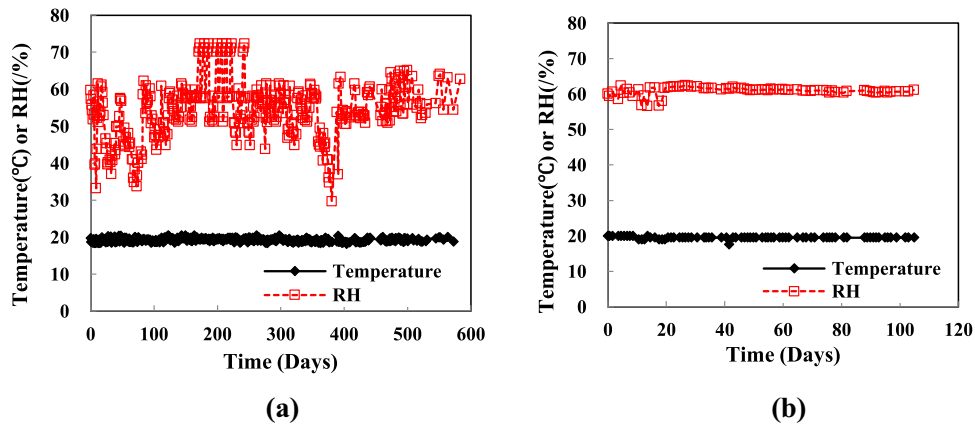 (a)
Temperature(℃) or RH(/%)
80
70
60
50
40
30
20
10
0
Temperature
RH
0 100 200 300 400 500 600
Time (Days)
(b)
Temperature(℃) or RH(/%)
80
70
60
50
40
30
20
10
0
Temperature
RH
0 20 40 60 80 100 120
Time (Days)